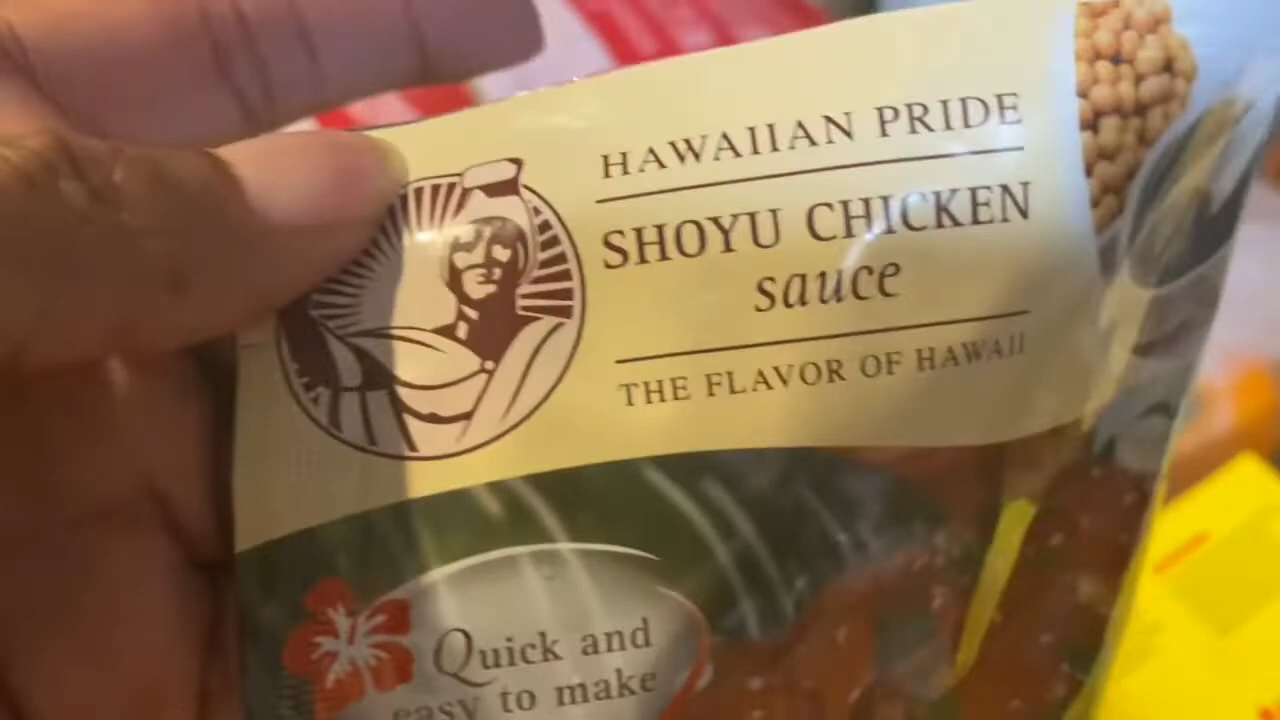 HAWAIIAN PRIDE
SHOYU CHICKEN
sauce
THE FLAVOR OF HAWAII
Quick and
easy to make